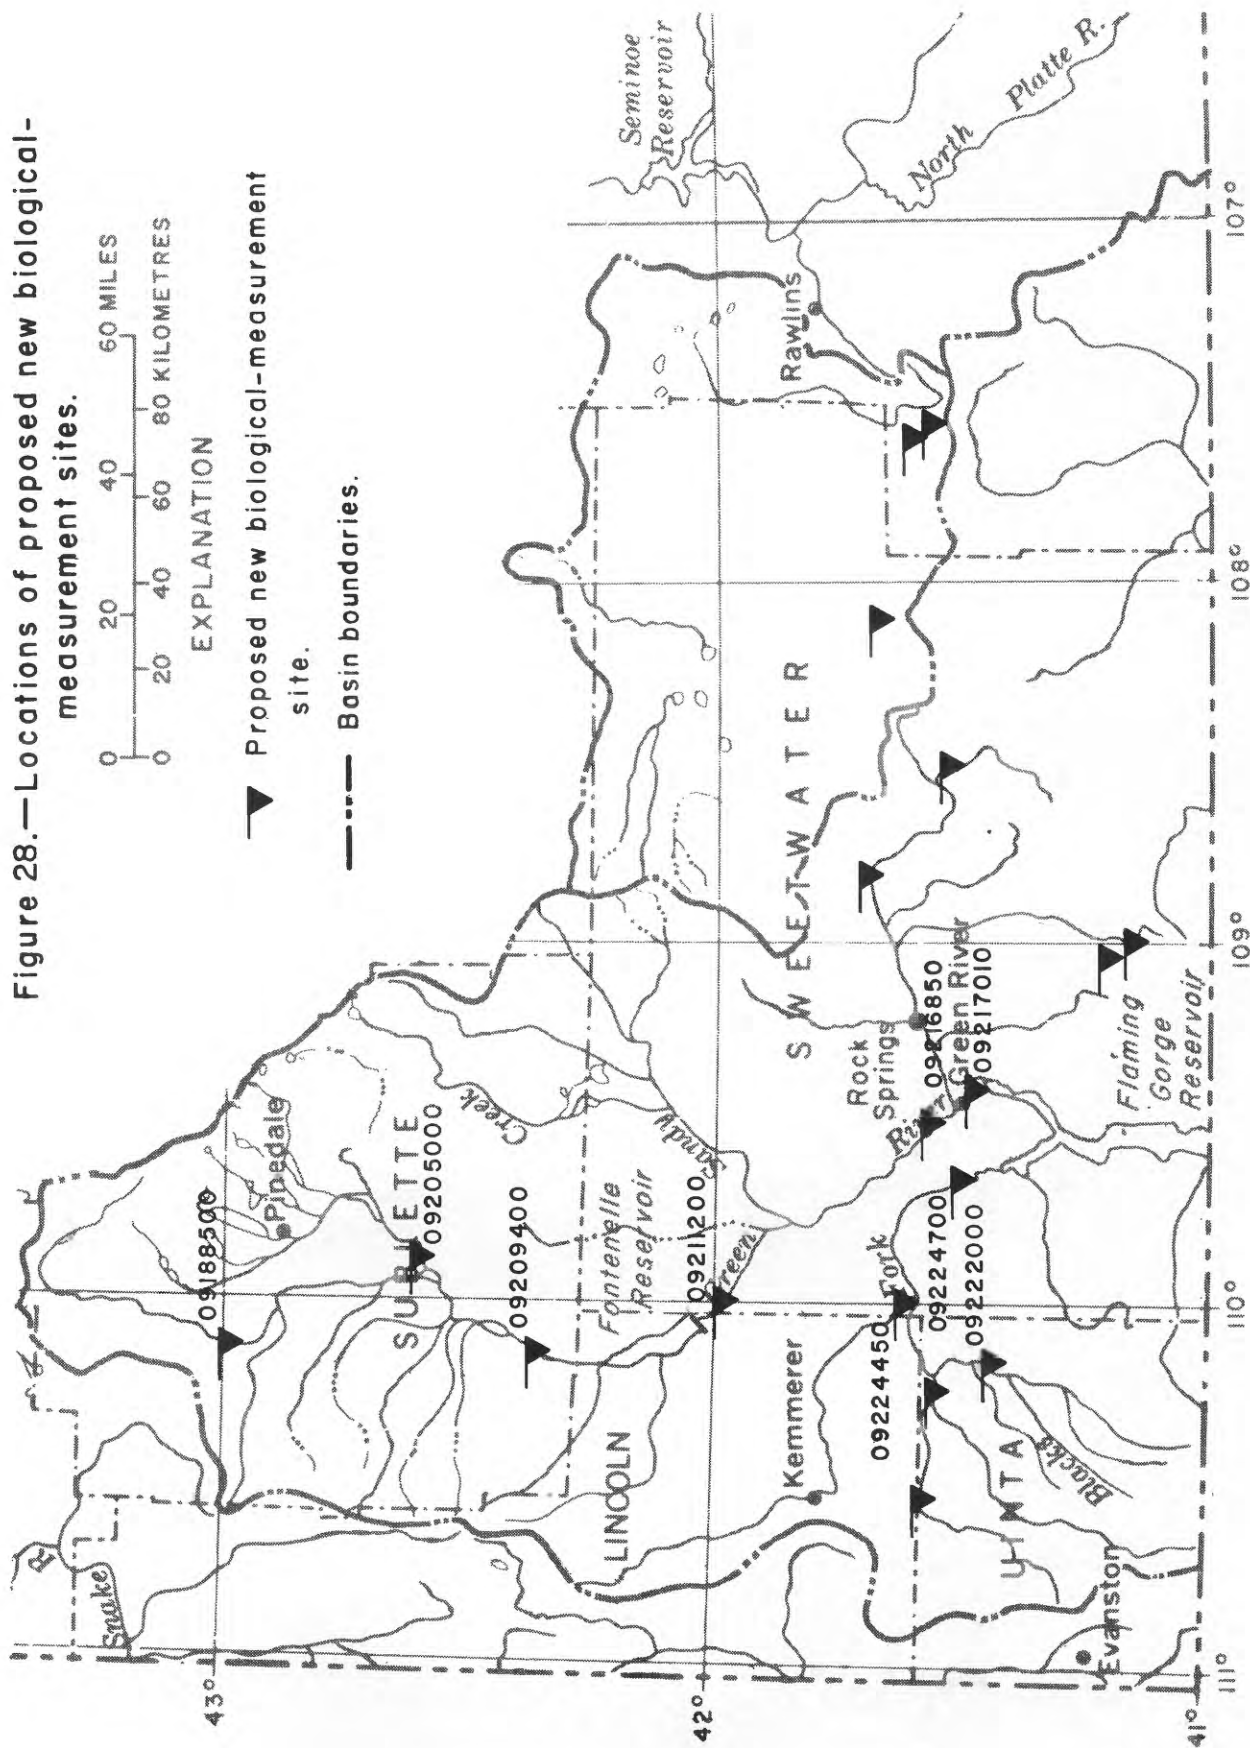 Figure 28.—Locations of proposed new biological-
measurement sites.
0 20 40 60 MILES
0 20 40 60 80 KILOMETRES
EXPLANATION
Proposed new biological-measurement
site.
Basin boundaries.
Snake R.
43°
09188500
Pinedale
SUBLETTE
09205000
Creek
Sandy
09209400
Fontenelle
Reservoir
LINCOLN
42°
09211200
Green
River
Kemmerer
SWEETWATER
Seminoe
Reservoir
Rawlins
North Platte R.
Rock
Springs
09216850
Green River
09217010
Fork
09224450
09224700
09222000
Blacks
UINTA
Evanston
Flaming
Gorge
Reservoir
41°
111°
110°
109°
108°
107°